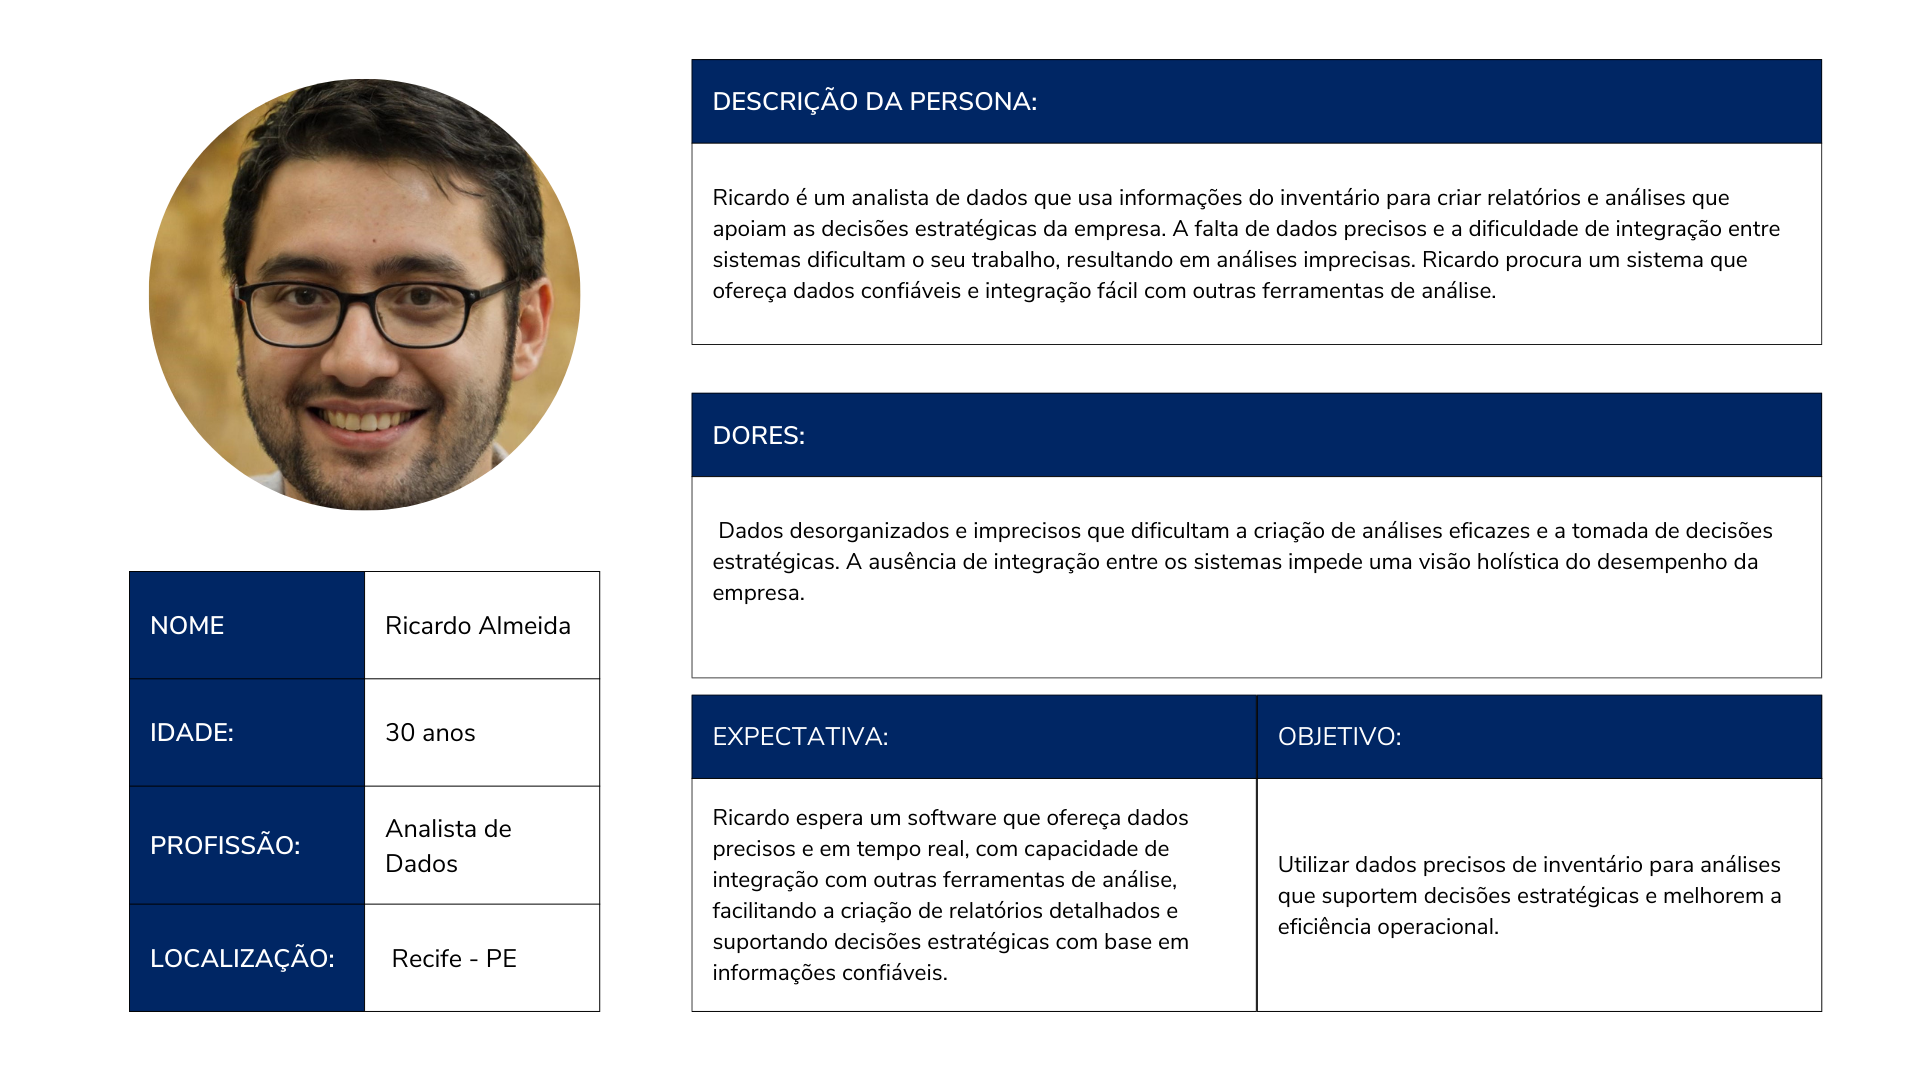 NOME
Ricardo Almeida
IDADE:
30 anos
PROFISSÃO:
Analista de
Dados
LOCALIZAÇÃO:
Recife - PE
DESCRIÇÃO DA PERSONA:
Ricardo é um analista de dados que usa informações do inventário para criar relatórios e análises que
apoiam as decisões estratégicas da empresa. A falta de dados precisos e a dificuldade de integração entre
sistemas dificultam o seu trabalho, resultando em análises imprecisas. Ricardo procura um sistema que
ofereça dados confiáveis e integração fácil com outras ferramentas de análise.
DORES:
Dados desorganizados e imprecisos que dificultam a criação de análises eficazes e a tomada de decisões
estratégicas. A ausência de integração entre os sistemas impede uma visão holística do desempenho da
empresa.
EXPECTATIVA:
Ricardo espera um software que ofereça dados
precisos e em tempo real, com capacidade de
integração com outras ferramentas de análise,
facilitando a criação de relatórios detalhados e
suportando decisões estratégicas com base em
informações confiáveis.
OBJETIVO:
Utilizar dados precisos de inventário para análises
que suportem decisões estratégicas e melhorem a
eficiência operacional.